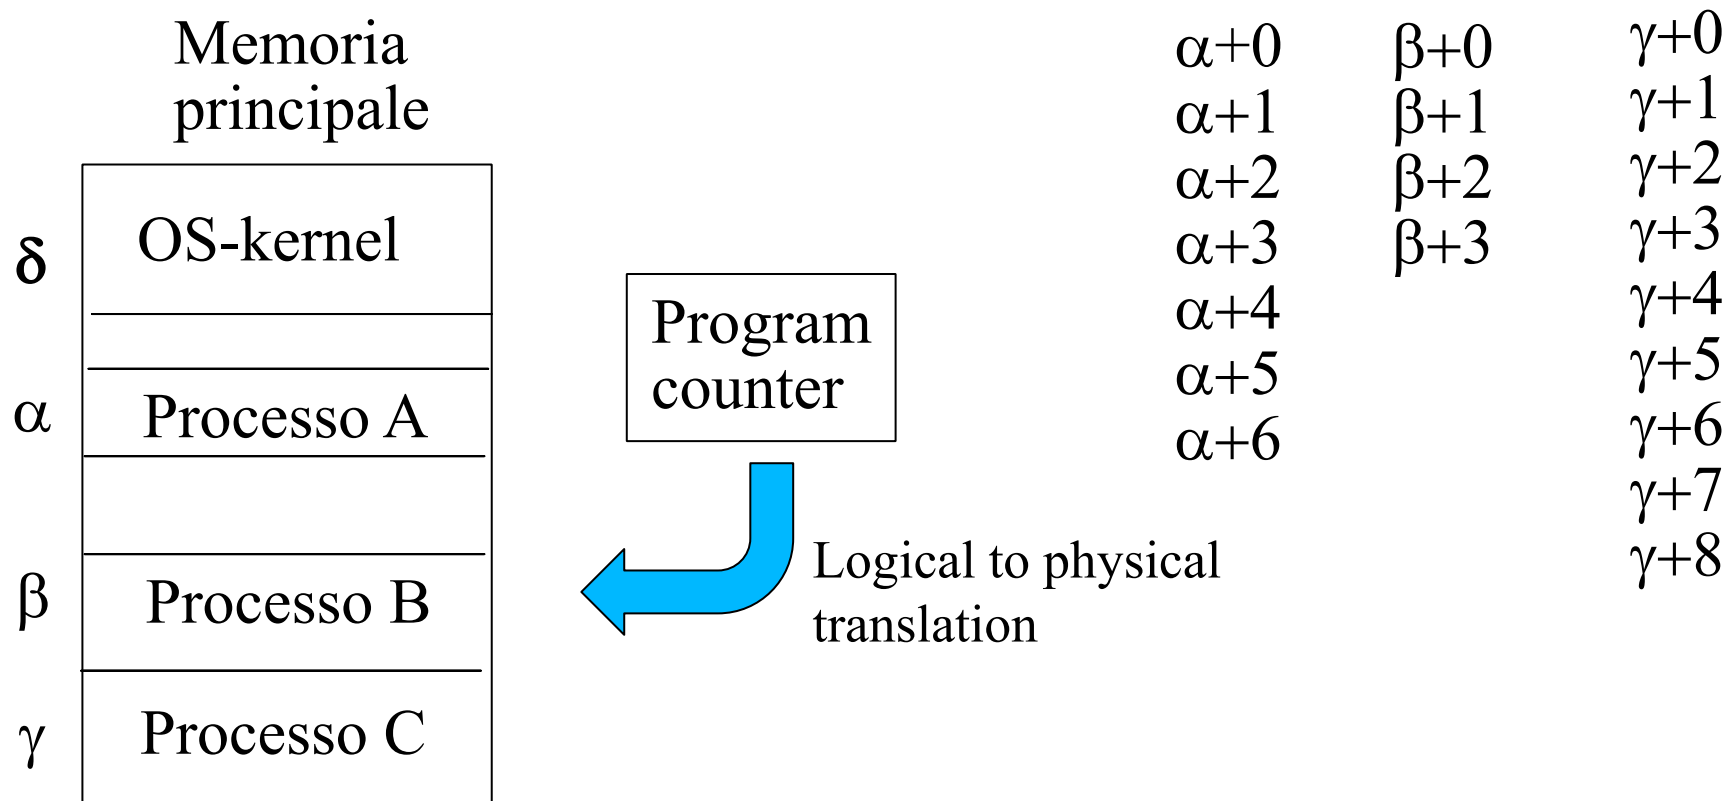 Memoria
principale
δ
OS-kernel
α
Processo A
β
Processo B
γ
Processo C
Program
counter
Logical to physical
translation
α+0
α+1
α+2
α+3
α+4
α+5
α+6
β+0
β+1
β+2
β+3
γ+0
γ+1
γ+2
γ+3
γ+4
γ+5
γ+6
γ+7
γ+8